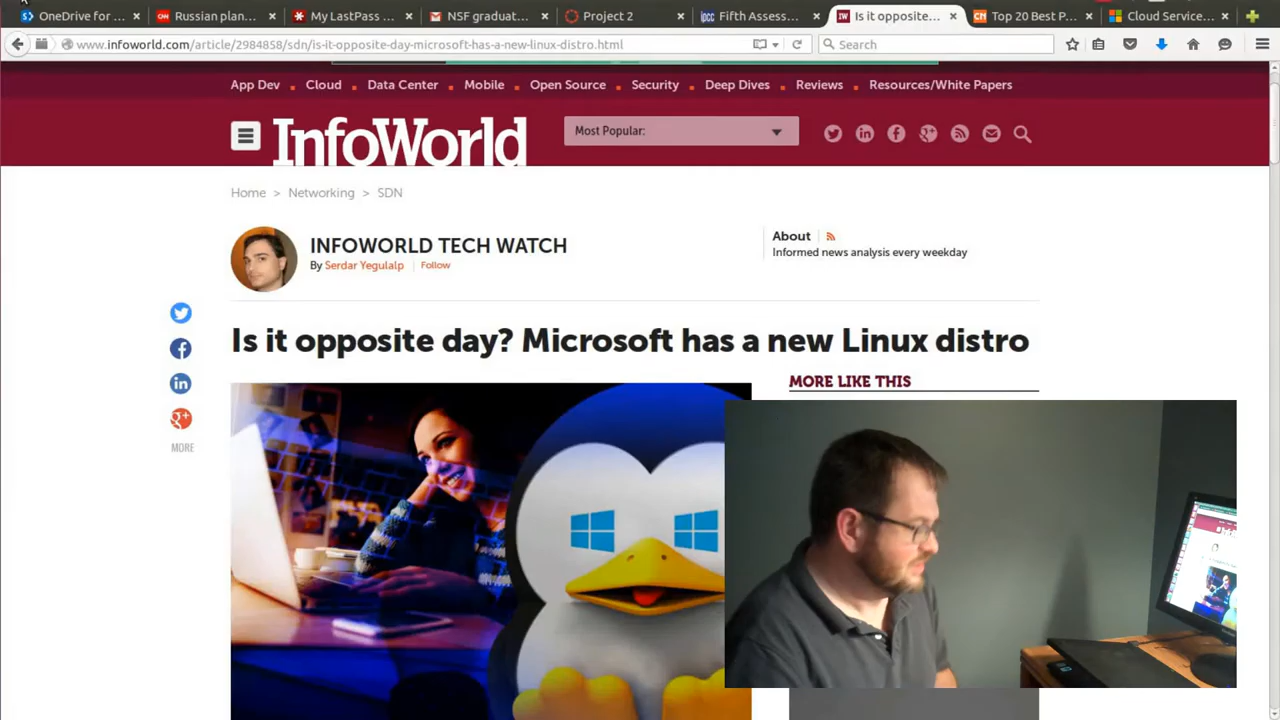 OneDrive for ...
Russian plan...
My LastPass ...
NSF graduat...
Project 2
Fifth Assess...
Is it opposite...
Top 20 Best P...
Cloud Service...
www.infoworld.com/article/2984858/sdn/is-it-opposite-day-microsoft-has-a-new-linux-distro.html
Search
App Dev
Cloud
Data Center
Mobile
Open Source
Security
Deep Dives
Reviews
Resources/White Papers
InfoWorld
Most Popular:
Home > Networking > SDN
INFOWORLD TECH WATCH
By Serdar Yegulalp
Follow
About
Informed news analysis every weekday
Is it opposite day? Microsoft has a new Linux distro
MORE LIKE THIS
MORE